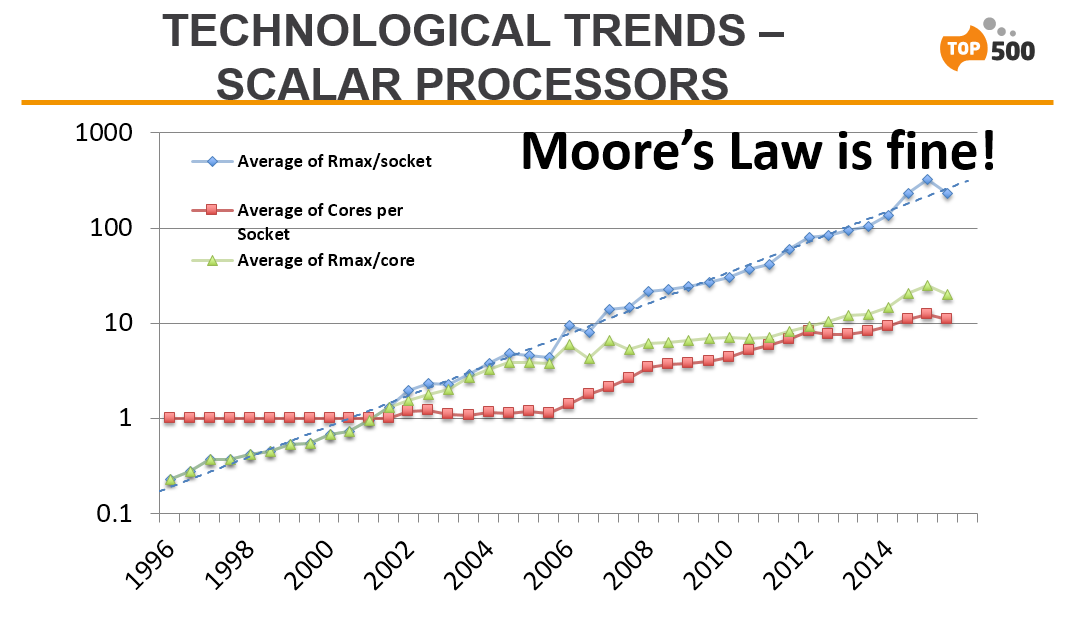 TECHNOLOGICAL TRENDS –
SCALAR PROCESSORS
TOP 500
Moore's Law is fine!
1000
100
10
1
0.1
Average of Rmax/socket
Average of Cores per
Socket
Average of Rmax/core
1996
1998
2000
2002
2004
2006
2008
2010
2012
2014